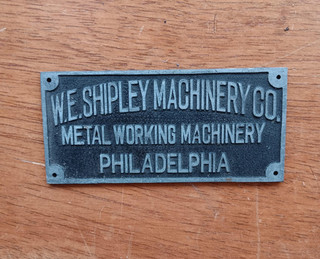 W.E. SHIPLEY MACHINERY CO.
METAL WORKING MACHINERY
PHILADELPHIA